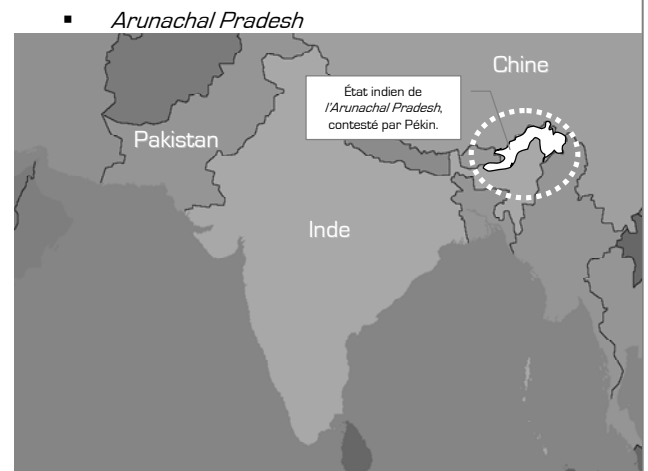 ▪ Arunachal Pradesh
Chine
État indien de
l'Arunachal Pradesh,
contesté par Pékin.
Pakistan
Inde